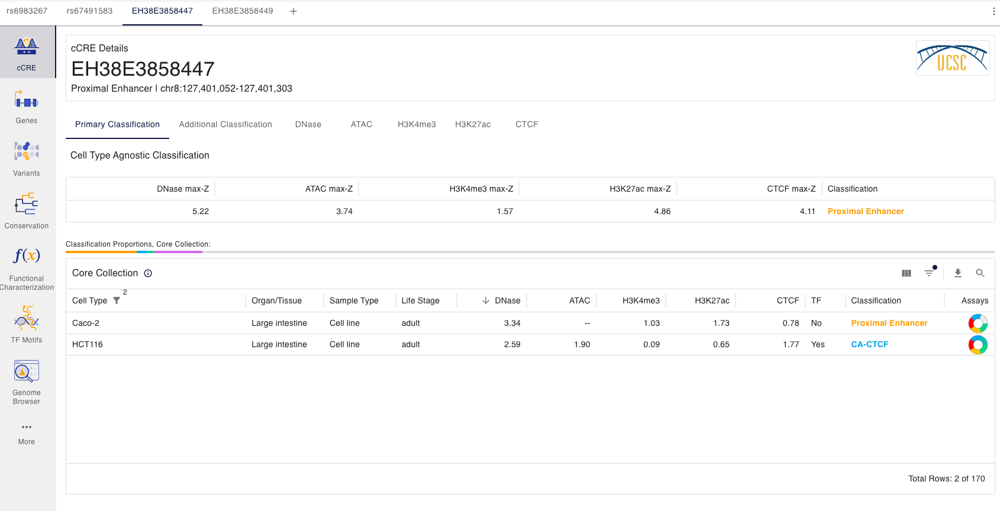 rs6983267 rs67491583 EH38E3858447 EH38E3858449 +
cCRE
Genes
Variants
Conservation
f(x)
Functional
Characterization
TF Motifs
Genome
Browser
More
cCRE Details
EH38E3858447
Proximal Enhancer | chr8:127,401,052-127,401,303
UCSC
Primary Classification Additional Classification DNase ATAC H3K4me3 H3K27ac CTCF
Cell Type Agnostic Classification
DNase max-Z ATAC max-Z H3K4me3 max-Z H3K27ac max-Z CTCF max-Z Classification
5.22 3.74 1.57 4.86 4.11 Proximal Enhancer
Classification Proportions, Core Collection:
Core Collection
Cell Type 2 Organ/Tissue Sample Type Life Stage DNase ATAC H3K4me3 H3K27ac CTCF TF Classification Assays
Caco-2 Large intestine Cell line adult 3.34 -- 1.03 1.73 0.78 No Proximal Enhancer
HCT116 Large intestine Cell line adult 2.59 1.90 0.09 0.65 1.77 Yes CA-CTCF
Total Rows: 2 of 170